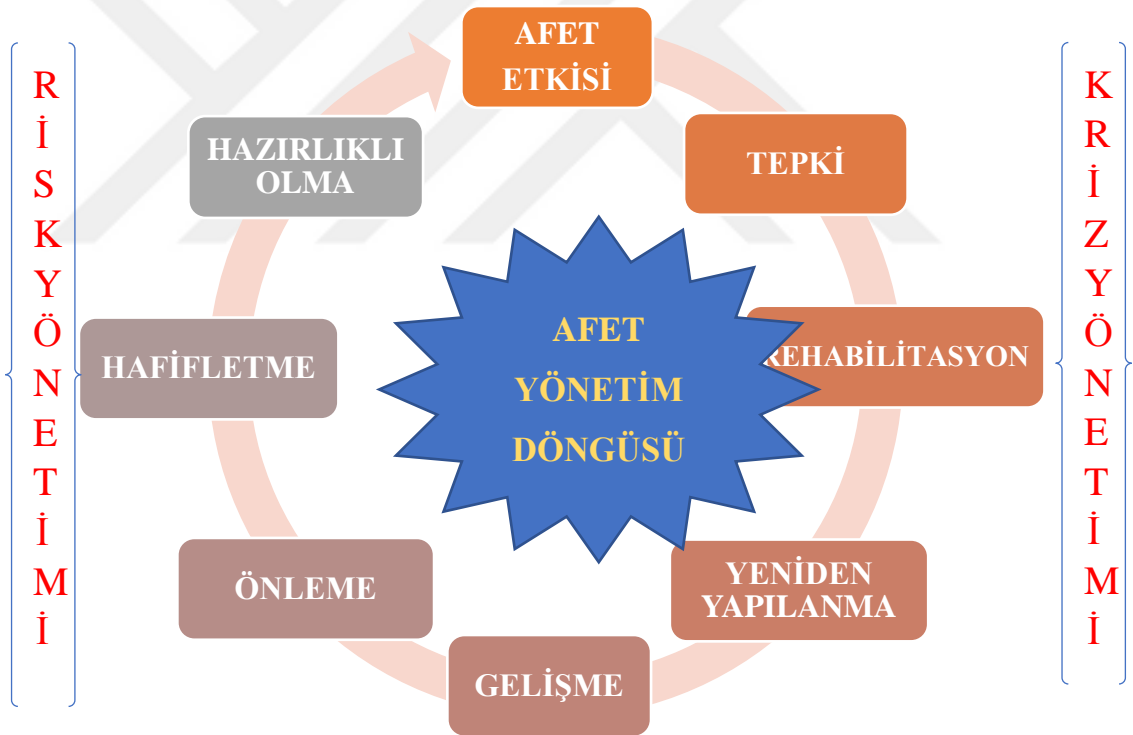 AFET
ETKİSİ
TEPKİ
REHABİLİTASYON
YENİDEN
YAPILANMA
GELİŞME
ÖNLEME
HAFİFLETME
HAZIRLIKLI
OLMA
AFET
YÖNETİM
DÖNGÜSÜ
R
İ
S
K
Y
Ö
N
E
T
İ
M
İ
K
R
İ
Z
Y
Ö
N
E
T
İ
M
İ